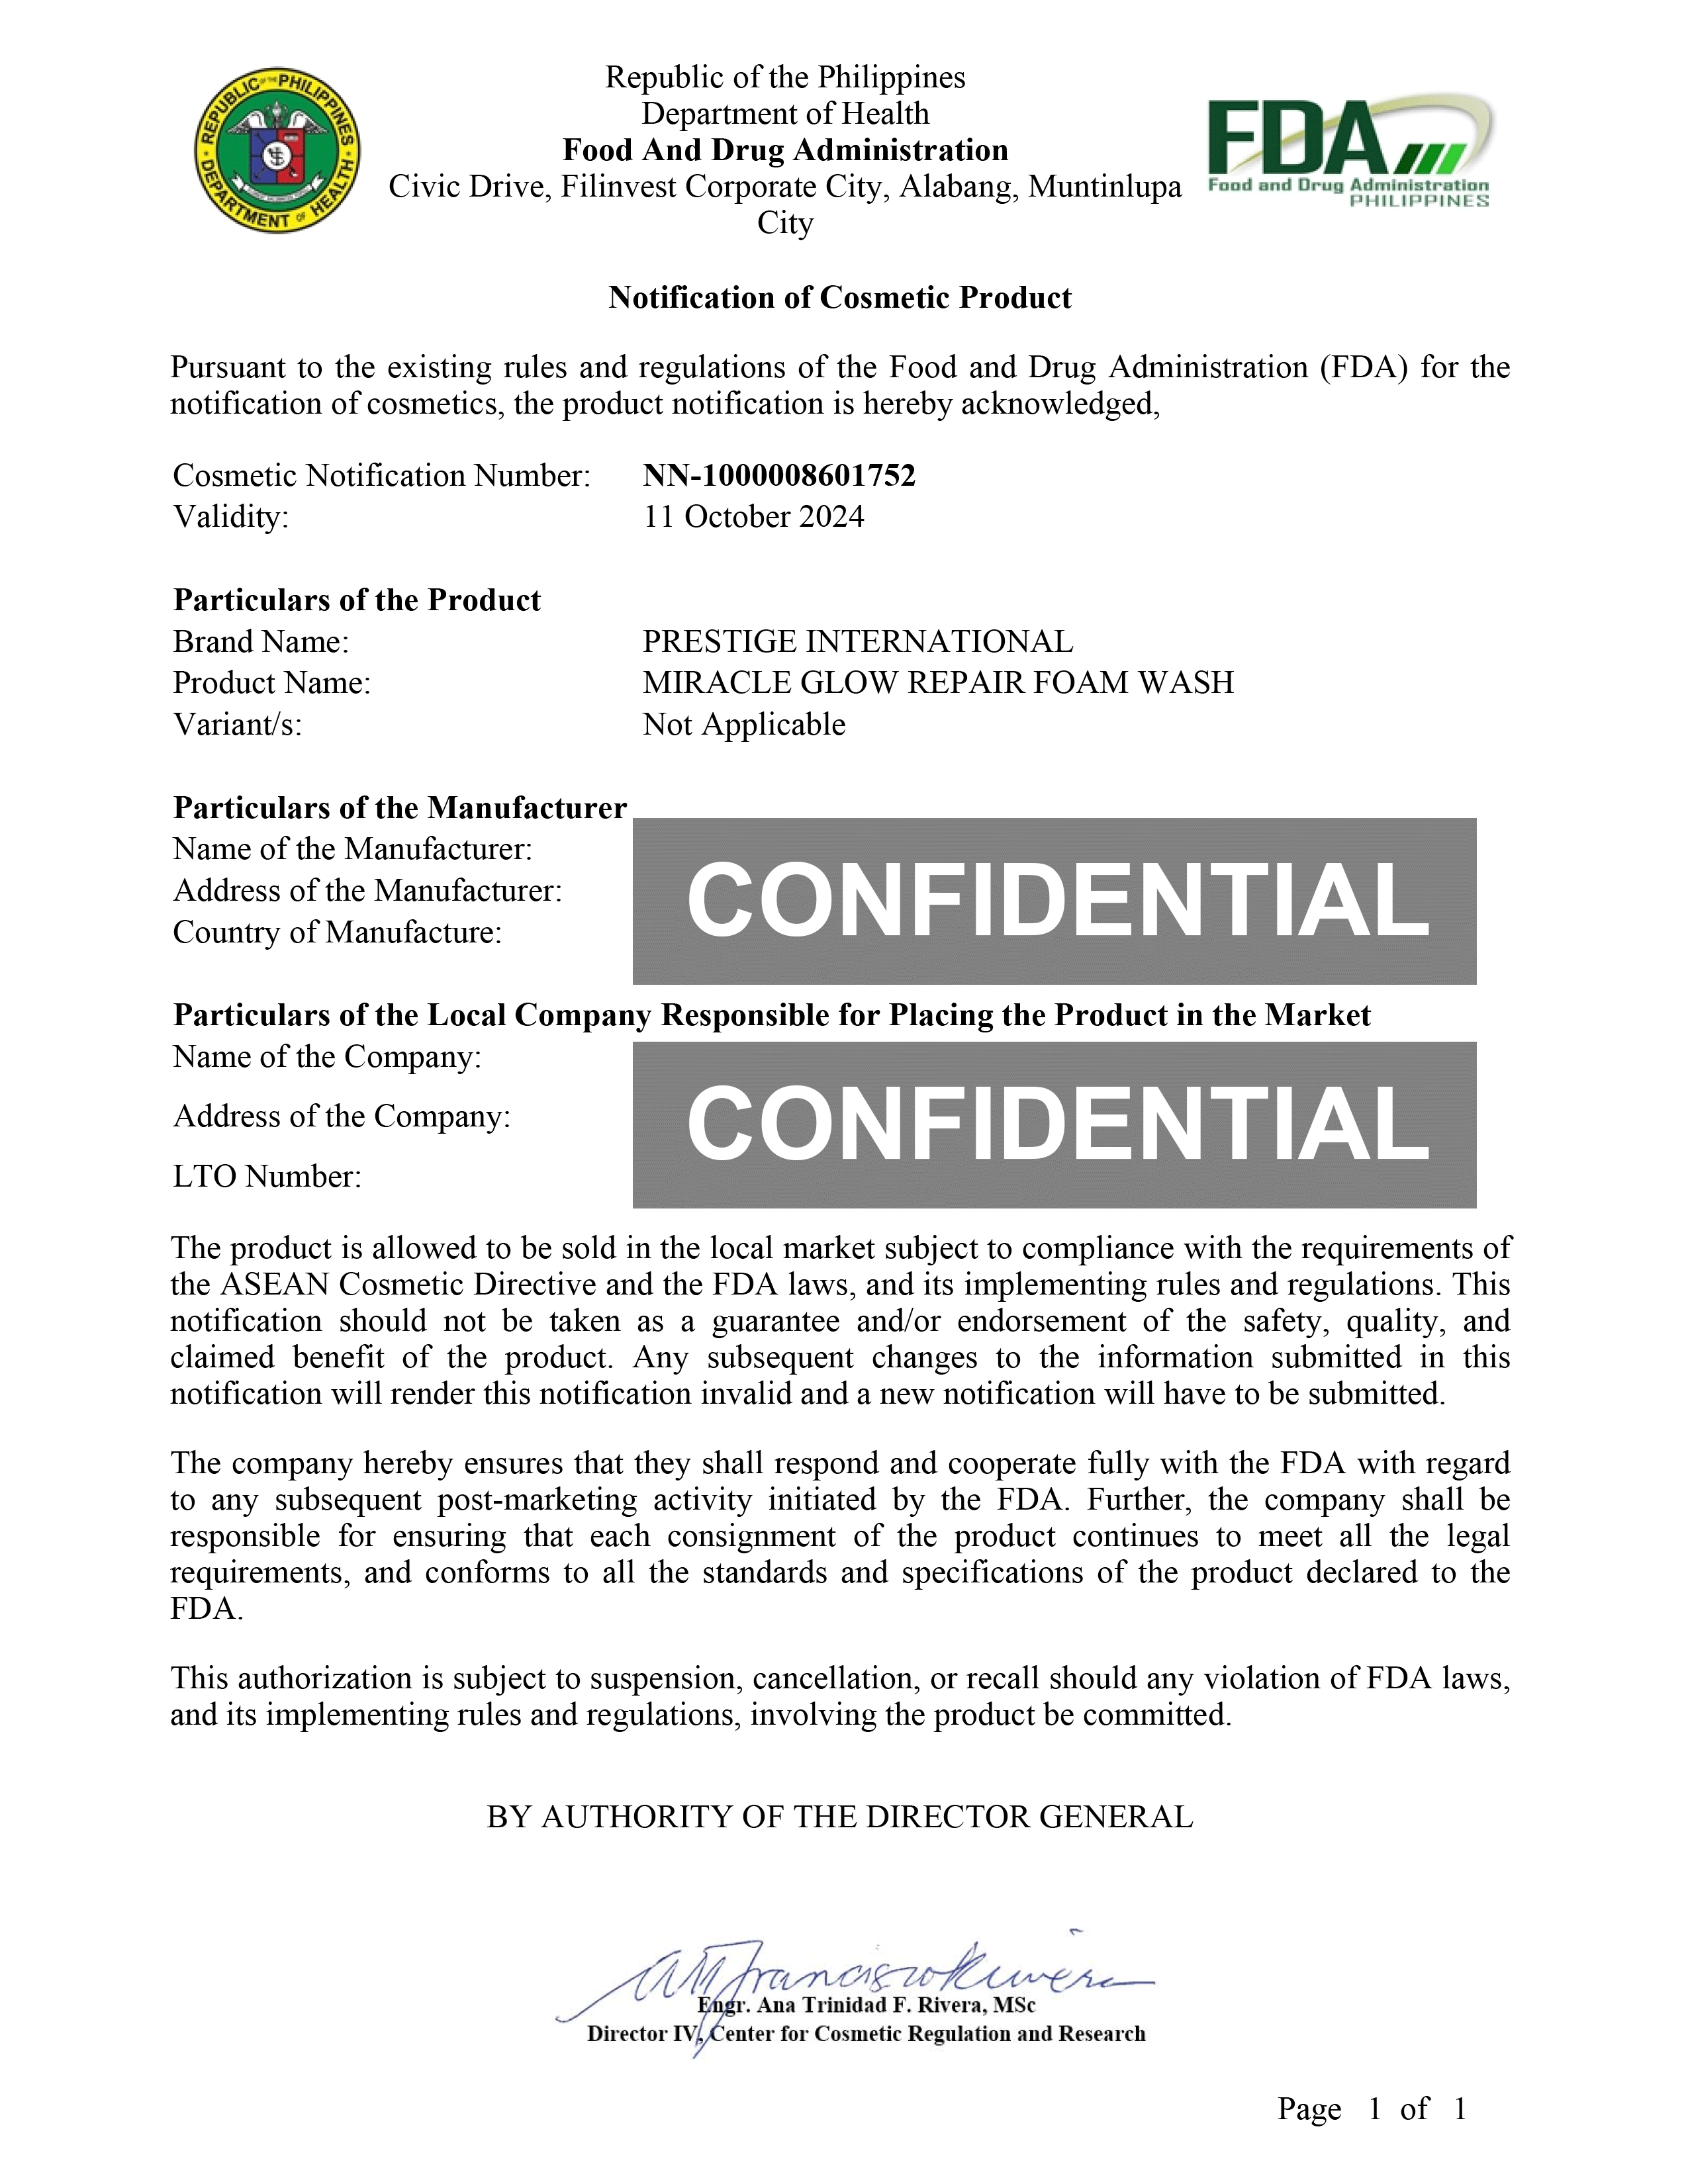 REPUBLIC OF THE PHILIPPINES
DEPARTMENT OF HEALTH
Republic of the Philippines
Department of Health
Food And Drug Administration
Civic Drive, Filinvest Corporate City, Alabang, Muntinlupa
City
FDA
Food and Drug Administration
PHILIPPINES
Notification of Cosmetic Product
Pursuant to the existing rules and regulations of the Food and Drug Administration (FDA) for the
notification of cosmetics, the product notification is hereby acknowledged,
Cosmetic Notification Number: NN-1000008601752
Validity: 11 October 2024
Particulars of the Product
Brand Name: PRESTIGE INTERNATIONAL
Product Name: MIRACLE GLOW REPAIR FOAM WASH
Variant/s: Not Applicable
Particulars of the Manufacturer
Name of the Manufacturer:
Address of the Manufacturer:
Country of Manufacture:
CONFIDENTIAL
Particulars of the Local Company Responsible for Placing the Product in the Market
Name of the Company:
Address of the Company:
LTO Number:
CONFIDENTIAL
The product is allowed to be sold in the local market subject to compliance with the requirements of
the ASEAN Cosmetic Directive and the FDA laws, and its implementing rules and regulations. This
notification should not be taken as a guarantee and/or endorsement of the safety, quality, and
claimed benefit of the product. Any subsequent changes to the information submitted in this
notification will render this notification invalid and a new notification will have to be submitted.
The company hereby ensures that they shall respond and cooperate fully with the FDA with regard
to any subsequent post-marketing activity initiated by the FDA. Further, the company shall be
responsible for ensuring that each consignment of the product continues to meet all the legal
requirements, and conforms to all the standards and specifications of the product declared to the
FDA.
This authorization is subject to suspension, cancellation, or recall should any violation of FDA laws,
and its implementing rules and regulations, involving the product be committed.
BY AUTHORITY OF THE DIRECTOR GENERAL
Engr. Ana Trinidad F. Rivera, MSc
Director IV, Center for Cosmetic Regulation and Research
Page 1 of 1